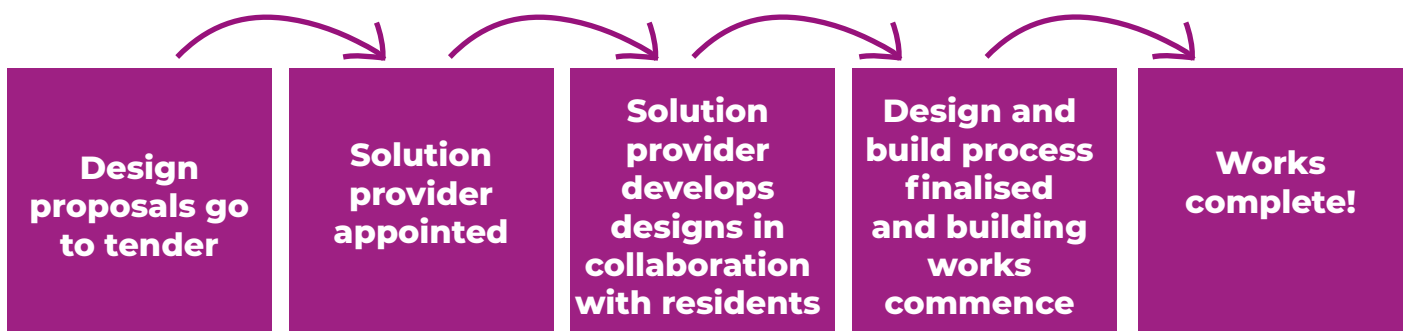 Design
proposals go
to tender
Solution
provider
appointed
Solution
provider
develops
designs in
collaboration
with residents
Design and
build process
finalised
and building
works
commence
Works
complete!